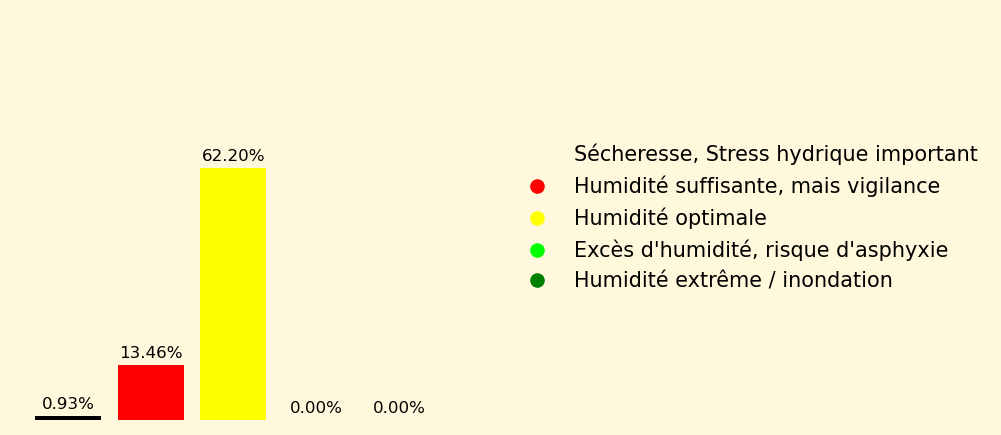 62.20%
13.46%
0.93%
0.00%
0.00%
Sécheresse, Stress hydrique important
Humidité suffisante, mais vigilance
Humidité optimale
Excès d'humidité, risque d'asphyxie
Humidité extrême / inondation